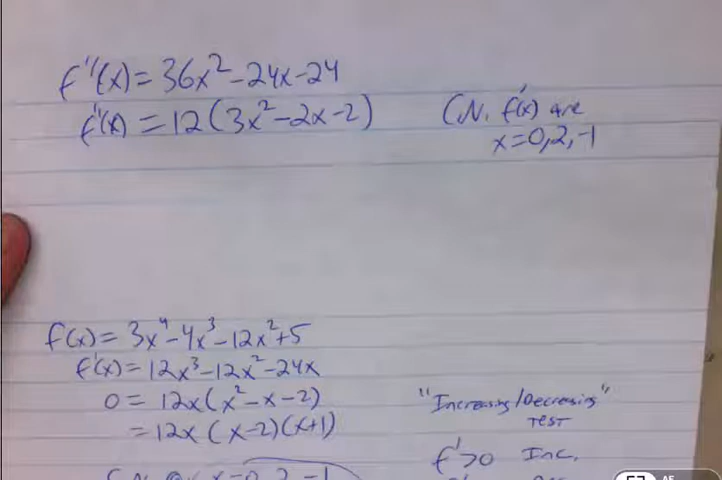 f''(x) = 36x² - 24x - 24
f''(x) = 12(3x² - 2x - 2)
C.N. f'(x) are
x = 0, 2, -1
f(x) = 3x⁴ - 4x³ - 12x² + 5
f'(x) = 12x³ - 12x² - 24x
0 = 12x(x² - x - 2)
= 12x(x - 2)(x + 1)
"Increasing/Decreasing"
TEST
f' > 0 Inc.